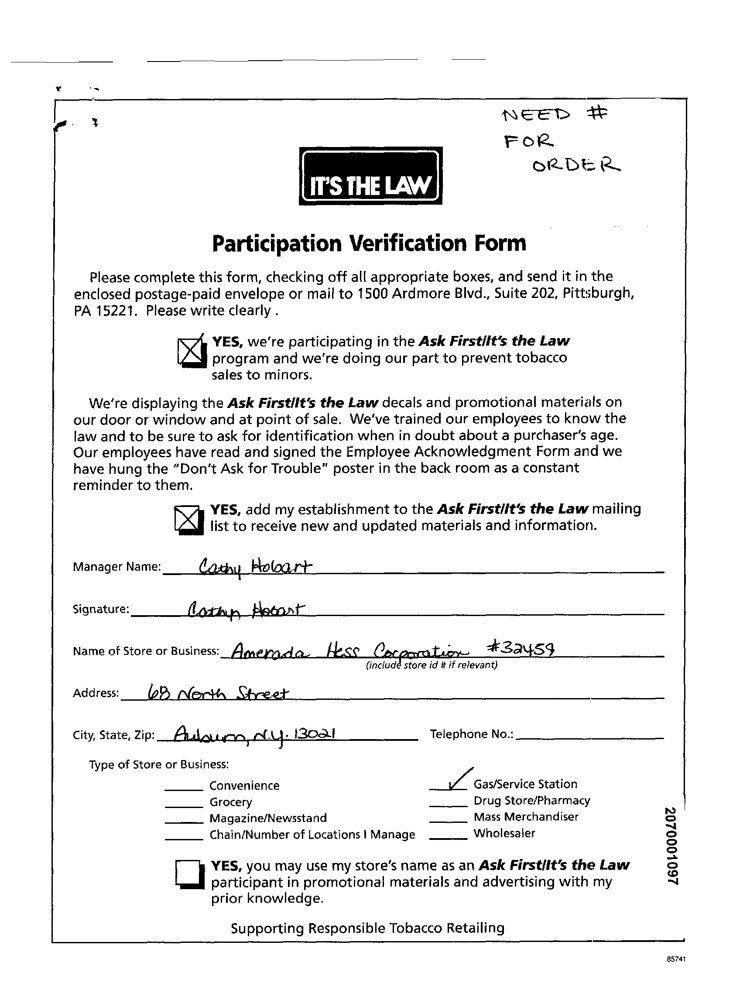 NEED #
FOR
ORDER
IT'S THE LAW
Participation Verification Form
Please complete this form, checking off all appropriate boxes, and send it in the
enclosed postage-paid envelope or mail to 1500 Ardmore Blvd., Suite 202, Pittsburgh,
PA 15221. Please write clearly .
YES, we're participating in the Ask First/It's the Law
program and we're doing our part to prevent tobacco
sales to minors.
We're displaying the Ask First/It's the Law decals and promotional materials on
our door or window and at point of sale. We've trained our employees to know the
law and to be sure to ask for identification when in doubt about a purchaser's age.
Our employees have read and signed the Employee Acknowledgment Form and we
have hung the "Don't Ask for Trouble" poster in the back room as a constant
reminder to them.
YES, add my establishment to the Ask First/It's the Law mailing
list to receive new and updated materials and information.
Manager Name: Cathy Hobart
Signature: Cathy Hobart
Name of Store or Business: Amerada Hess Corporation #32459
(include store id # if relevant)
Address: 68 North Street
City, State, Zip: Auburn, N.Y. 13021 Telephone No.:
Type of Store or Business:
Convenience Gas/Service Station
Grocery Drug Store/Pharmacy
Magazine/Newsstand Mass Merchandiser
Chain/Number of Locations I Manage Wholesaler
YES, you may use my store's name as an Ask First/It's the Law
participant in promotional materials and advertising with my
prior knowledge.
Supporting Responsible Tobacco Retailing
2070001097
85741